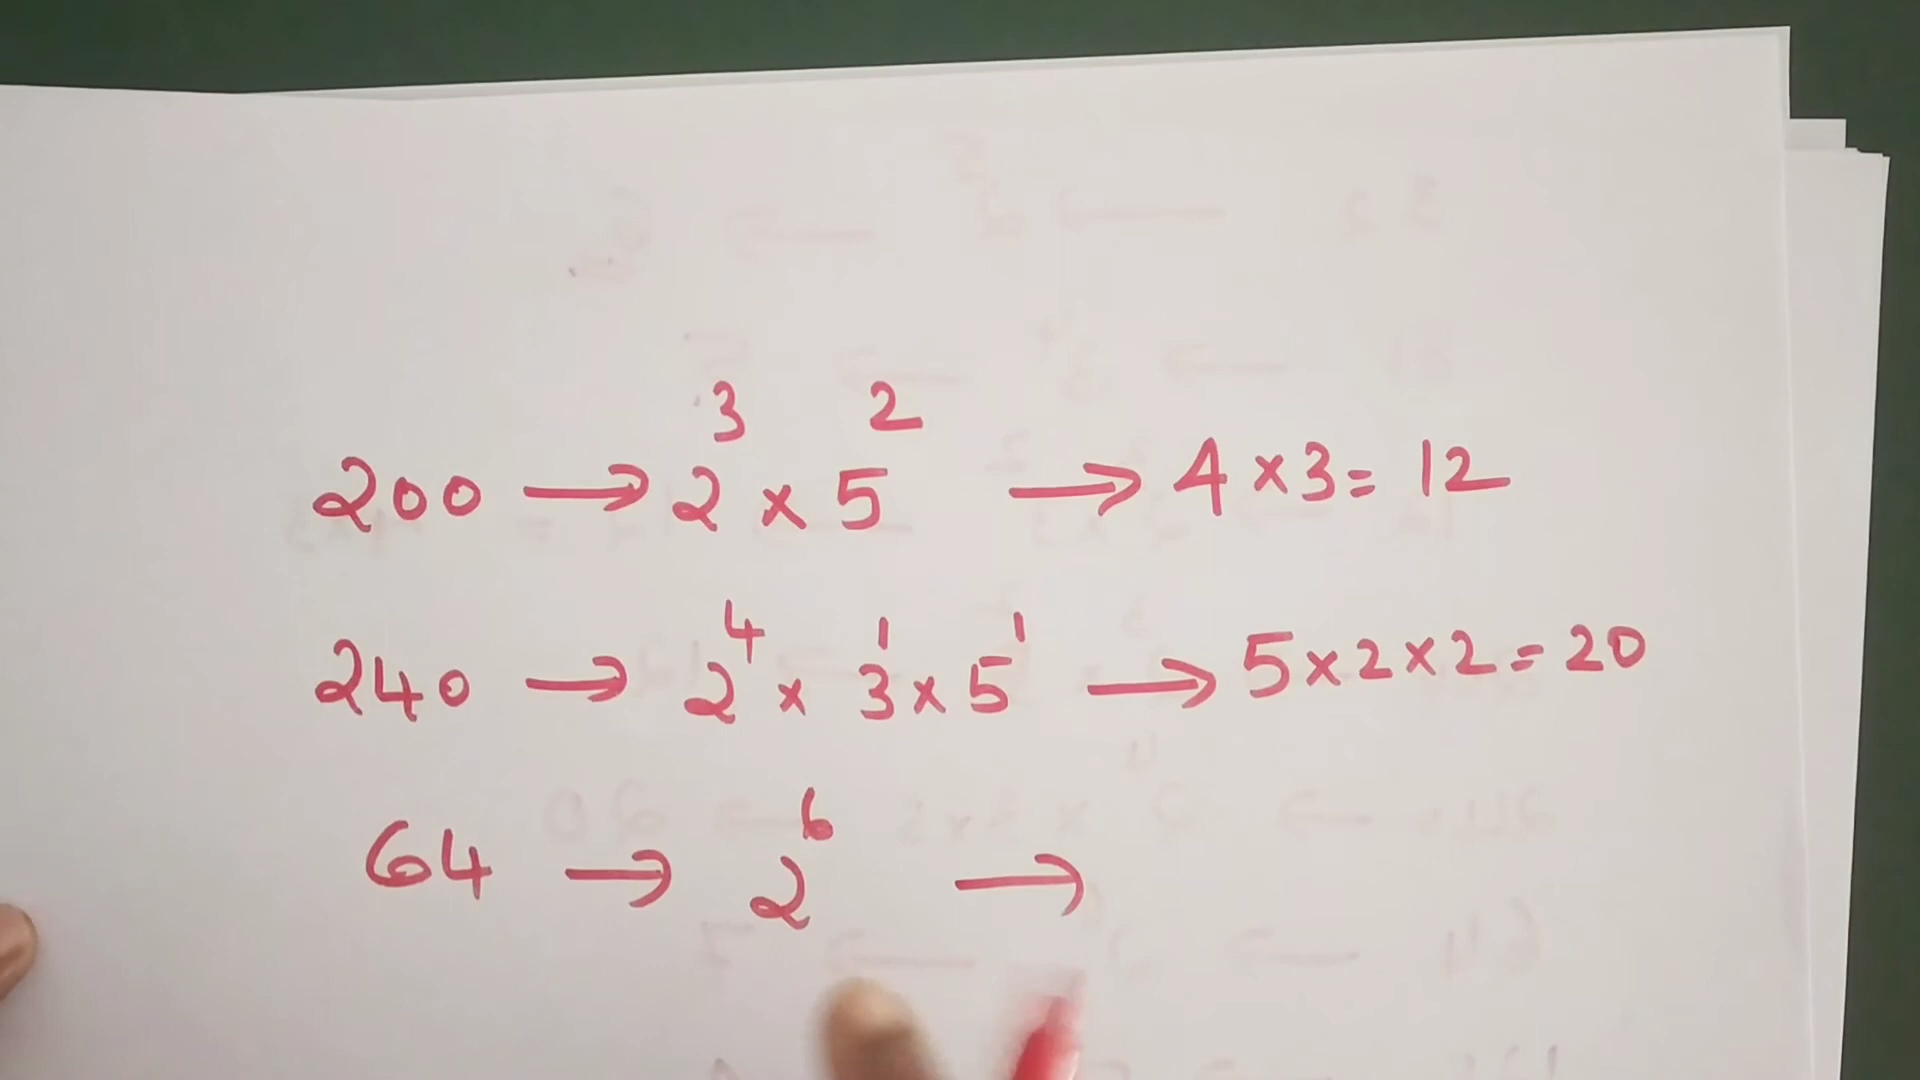 200 → 2³ × 5² → 4 × 3 = 12
240 → 2⁴ × 3¹ × 5¹ → 5 × 2 × 2 = 20
64 → 2⁶ →